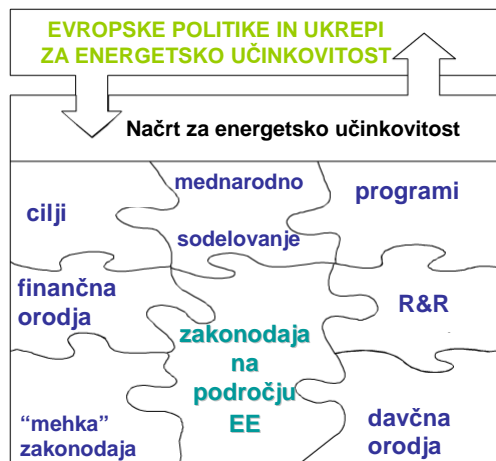 EVROPSKE POLITIKE IN UKREPI
ZA ENERGETSKO UČINKOVITOST
Načrt za energetsko učinkovitost
cilji
mednarodno
sodelovanje
programi
finančna
orodja
zakonodaja
na
področju
EE
R&R
“mehka”
zakonodaja
davčna
orodja